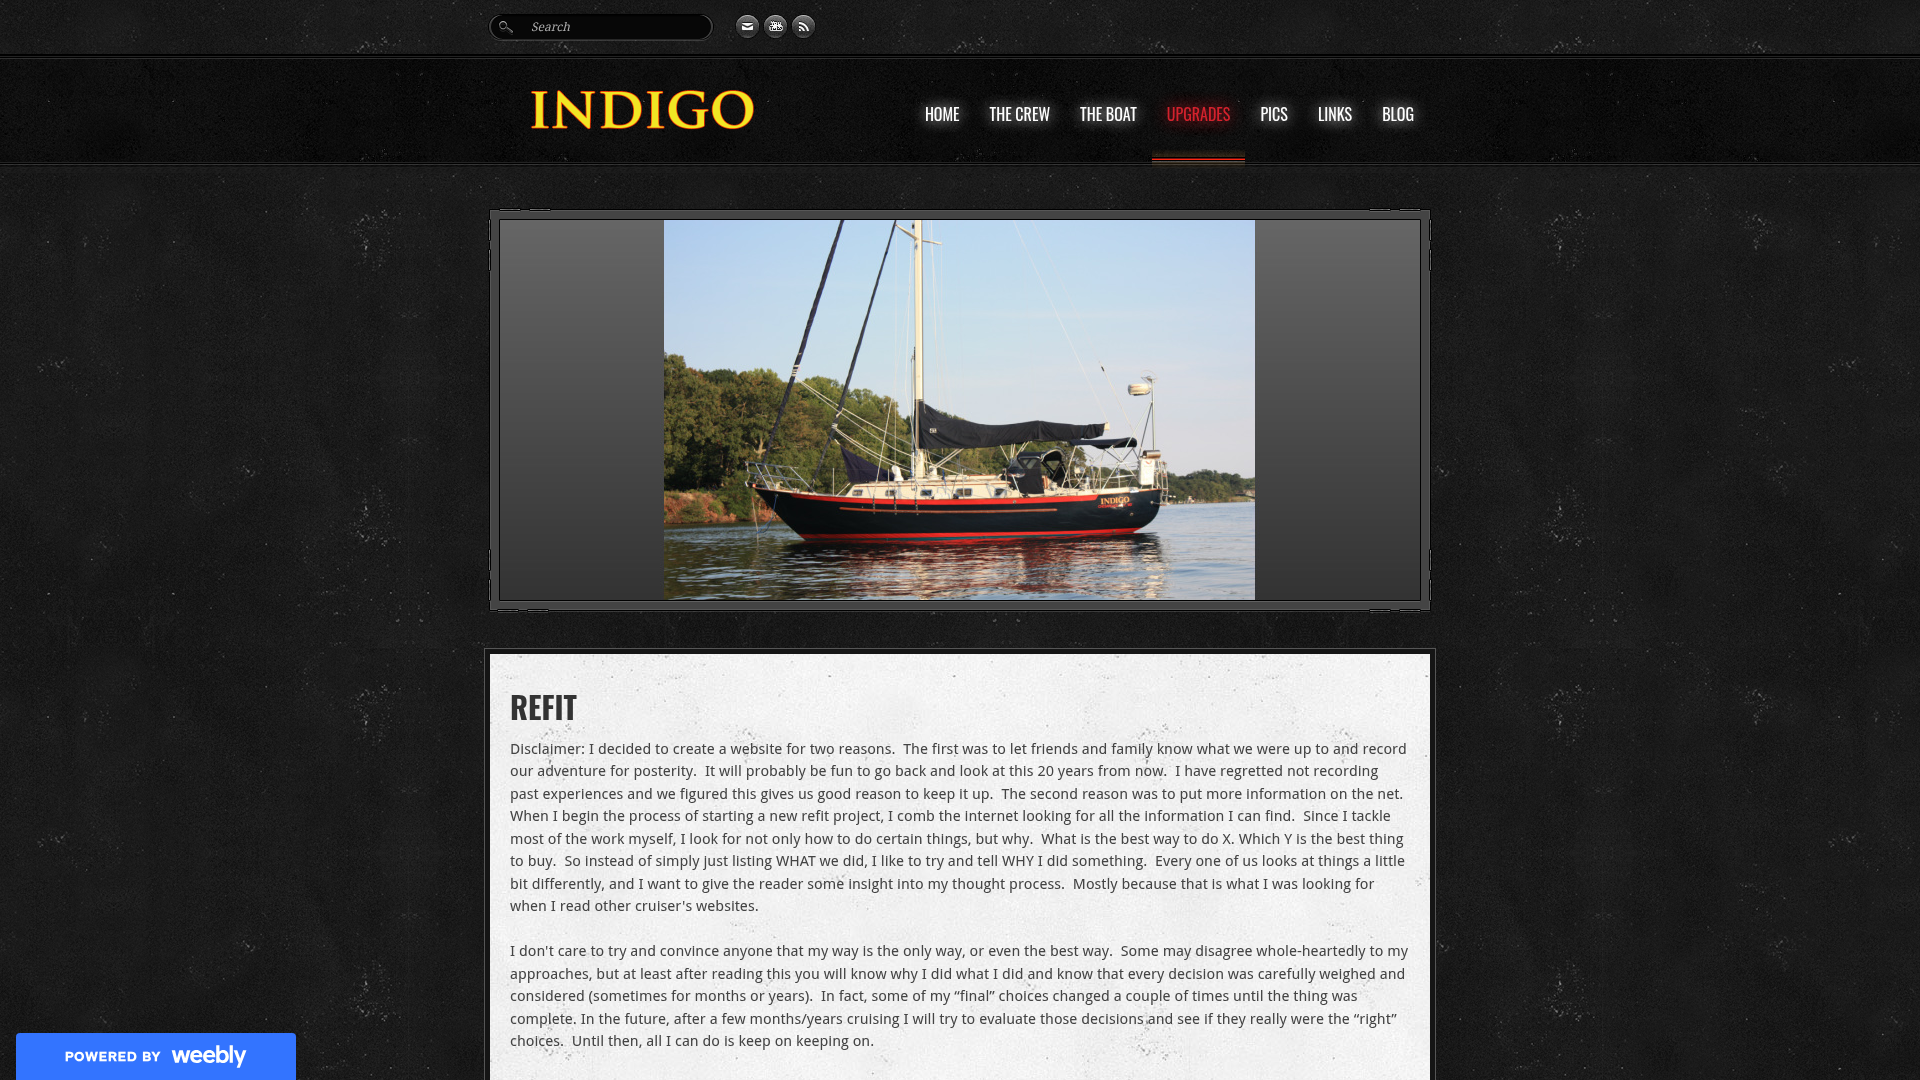 Search
INDIGO
HOME THE CREW THE BOAT UPGRADES PICS LINKS BLOG
INDIGO
REFIT
Disclaimer: I decided to create a website for two reasons.  The first was to let friends and family know what we were up to and record
our adventure for posterity.  It will probably be fun to go back and look at this 20 years from now.  I have regretted not recording
past experiences and we figured this gives us good reason to keep it up.  The second reason was to put more information on the net.
When I begin the process of starting a new refit project, I comb the internet looking for all the information I can find.  Since I tackle
most of the work myself, I look for not only how to do certain things, but why.  What is the best way to do X. Which Y is the best thing
to buy.  So instead of simply just listing WHAT we did, I like to try and tell WHY I did something.  Every one of us looks at things a little
bit differently, and I want to give the reader some insight into my thought process.  Mostly because that is what I was looking for
when I read other cruiser's websites.
I don't care to try and convince anyone that my way is the only way, or even the best way.  Some may disagree whole-heartedly to my
approaches, but at least after reading this you will know why I did what I did and know that every decision was carefully weighed and
considered (sometimes for months or years).  In fact, some of my “final” choices changed a couple of times until the thing was
complete. In the future, after a few months/years cruising I will try to evaluate those decisions and see if they really were the “right”
choices.  Until then, all I can do is keep on keeping on.
POWERED BY weebly